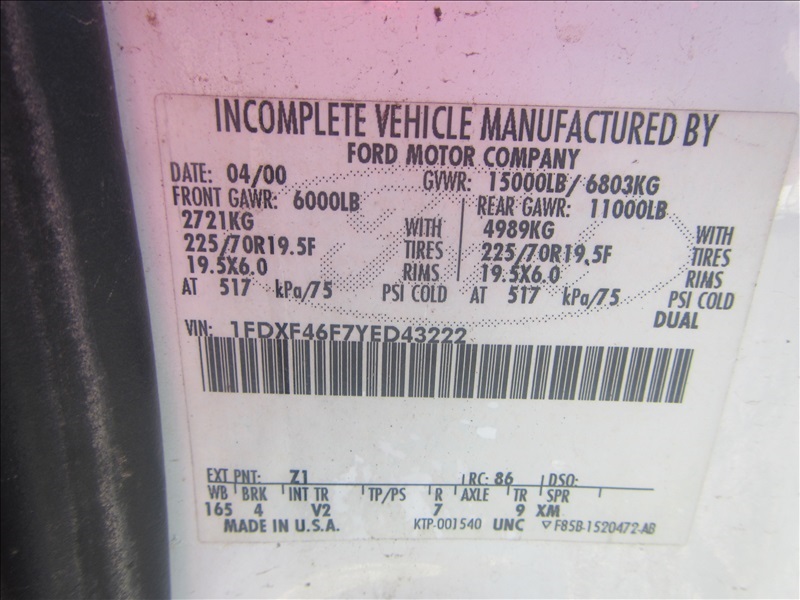 INCOMPLETE VEHICLE MANUFACTURED BY
FORD MOTOR COMPANY
DATE: 04/00 GVWR: 15000LB/ 6803KG
FRONT GAWR: 6000LB REAR GAWR: 11000LB
2721KG WITH 4989KG WITH
225/70R19.5F TIRES 225/70R19.5F TIRES
19.5X6.0 RIMS 19.5X6.0 RIMS
AT 517 kPa/75 PSI COLD AT 517 kPa/75 PSI COLD
DUAL
VIN: 1FDXF46F7YED43222
EXT PNT: Z1 RC: 86 DSO:
WB BRK INT TR TP/PS R AXLE TR SPR
165 4 V2 7 9 XM
MADE IN U.S.A. KTP-001540 UNC ▽ F85B-1520472-AB